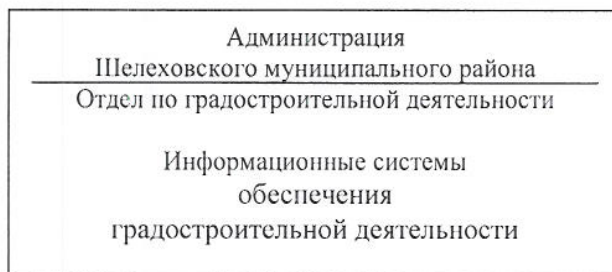 Администрация
Шелеховского муниципального района
Отдел по градостроительной деятельности
Информационные системы
обеспечения
градостроительной деятельности